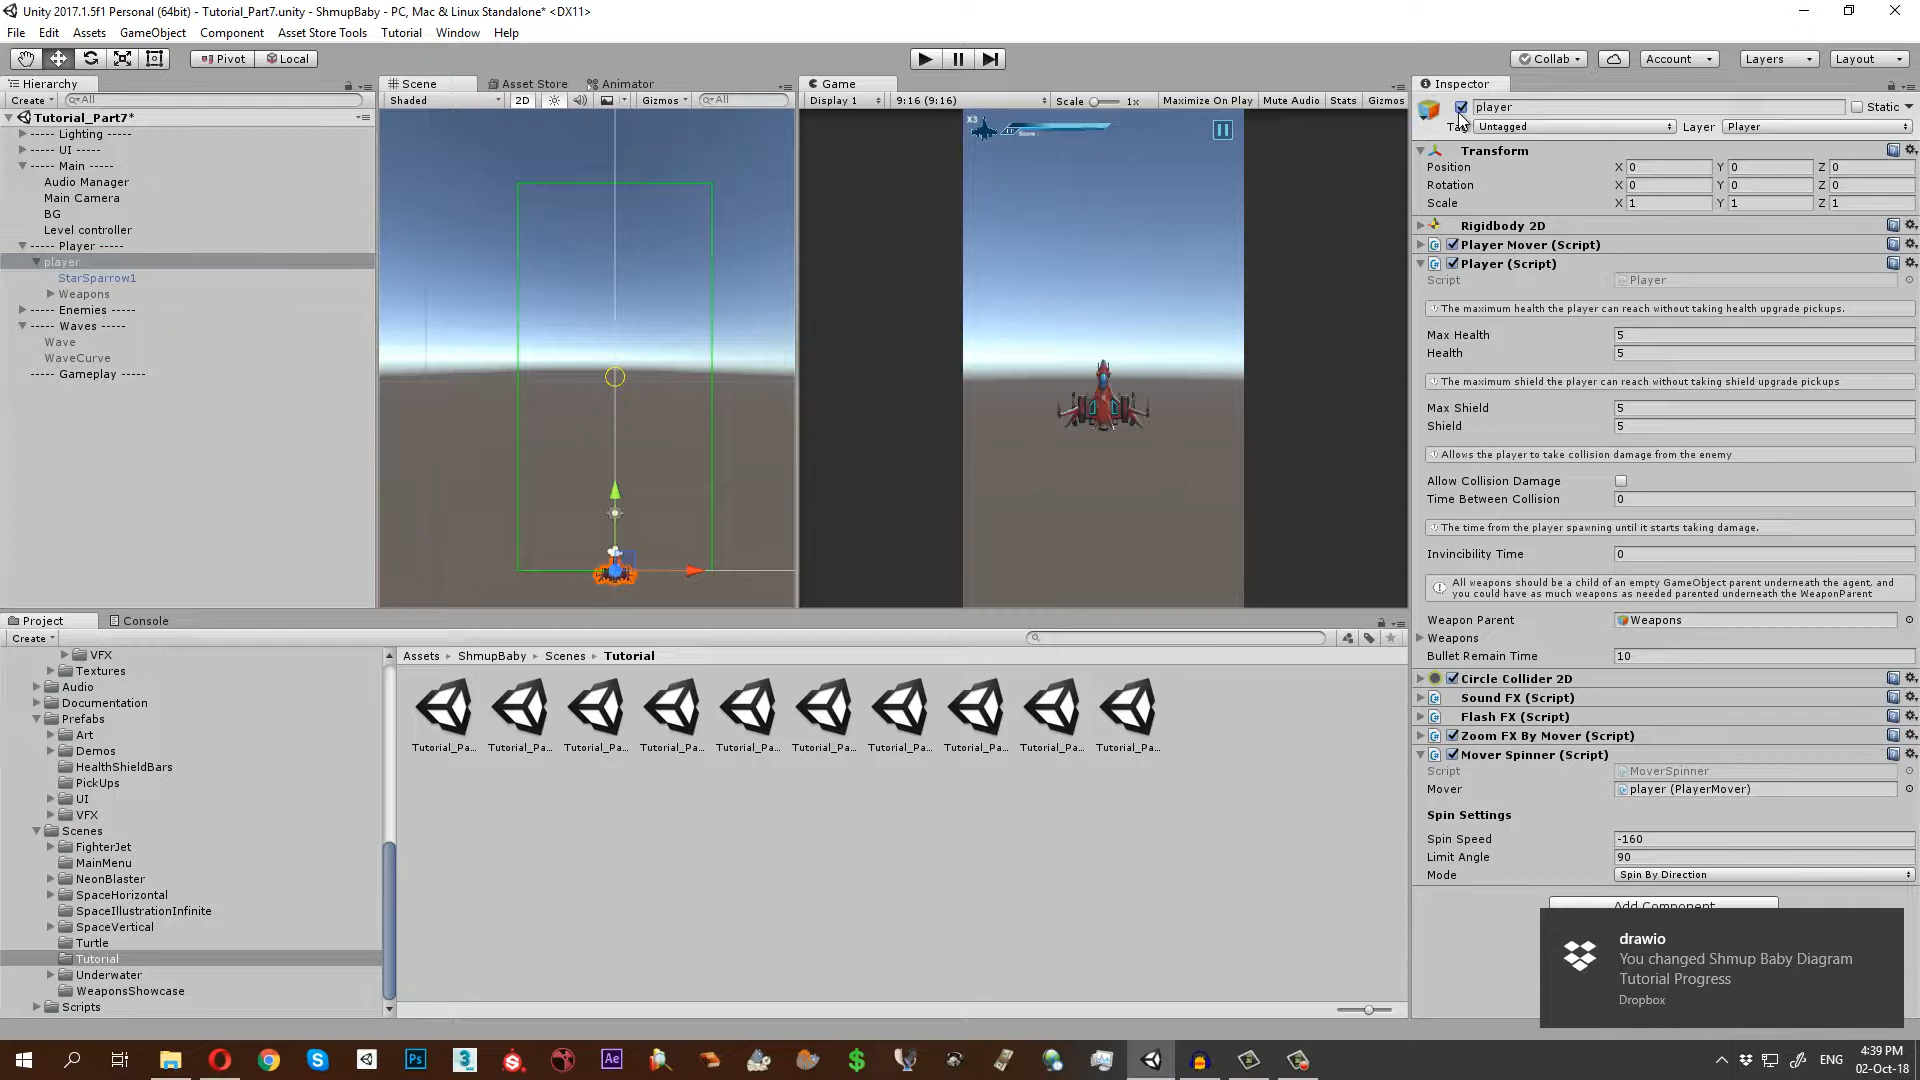 Unity 2017.1.5f1 Personal (64bit) - Tutorial_Part7.unity - ShmupBaby - PC, Mac & Linux Standalone* <DX11>
File Edit Assets GameObject Component Asset Store Tools Tutorial Window Help
Pivot Local Collab Account Layers Layout
Hierarchy
Create All
Tutorial_Part7*
----- Lighting -----
----- UI -----
----- Main -----
Audio Manager
Main Camera
BG
Level controller
----- Player -----
player
StarSparrow1
Weapons
----- Enemies -----
----- Waves -----
Wave
WaveCurve
----- Gameplay -----
Scene Asset Store Animator
Shaded 2D Gizmos All
Game
Display 1 9:16 (9:16) Scale 1x Maximize On Play Mute Audio Stats Gizmos
X3
Score
Inspector
player Static
Tag Untagged Layer Player
Transform
Position X 0 Y 0 Z 0
Rotation X 0 Y 0 Z 0
Scale X 1 Y 1 Z 1
Rigidbody 2D
Player Mover (Script)
Player (Script)
Script Player
The maximum health the player can reach without taking health upgrade pickups.
Max Health 5
Health 5
The maximum shield the player can reach without taking shield upgrade pickups
Max Shield 5
Shield 5
Allows the player to take collision damage from the enemy
Allow Collision Damage
Time Between Collision 0
The time from the player spawning until it starts taking damage.
Invincibility Time 0
All weapons should be a child of an empty GameObject parent underneath the agent, and
you could have as much weapons as needed parented underneath the WeaponParent
Weapon Parent Weapons
Weapons
Bullet Remain Time 10
Circle Collider 2D
Sound FX (Script)
Flash FX (Script)
Zoom FX By Mover (Script)
Mover Spinner (Script)
Script MoverSpinner
Mover player (PlayerMover)
Spin Settings
Spin Speed -160
Limit Angle 90
Mode Spin By Direction
Add Component
Project Console
Create
VFX
Textures
Audio
Documentation
Prefabs
Art
Demos
HealthShieldBars
PickUps
UI
VFX
Scenes
FighterJet
MainMenu
NeonBlaster
SpaceHorizontal
SpaceIllustrationInfinite
SpaceVertical
Turtle
Tutorial
Underwater
WeaponsShowcase
Scripts
Assets ShmupBaby Scenes Tutorial
Tutorial_Pa... Tutorial_Pa... Tutorial_Pa... Tutorial_Pa... Tutorial_Pa... Tutorial_Pa... Tutorial_Pa... Tutorial_Pa... Tutorial_Pa... Tutorial_Pa...
drawio
You changed Shmup Baby Diagram
Tutorial Progress
Dropbox
Ps 3 Ae
ENG
4:39 PM
02-Oct-18